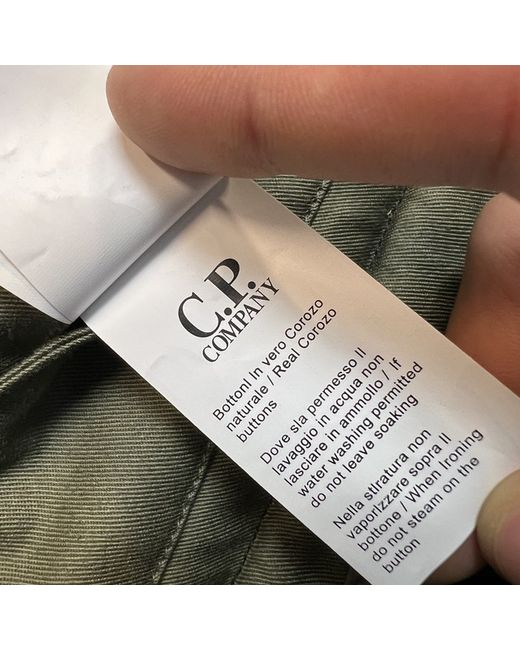 C.P.
COMPANY
Bottoni In vero Corozo
naturale / Real Corozo
buttons
Dove sia permesso Il
lavaggio in acqua non
lasciare in ammollo / If
water washing permitted
do not leave soaking
Nella stiratura non
vaporizzare sopra Il
bottone / When Ironing
do not steam on the
button